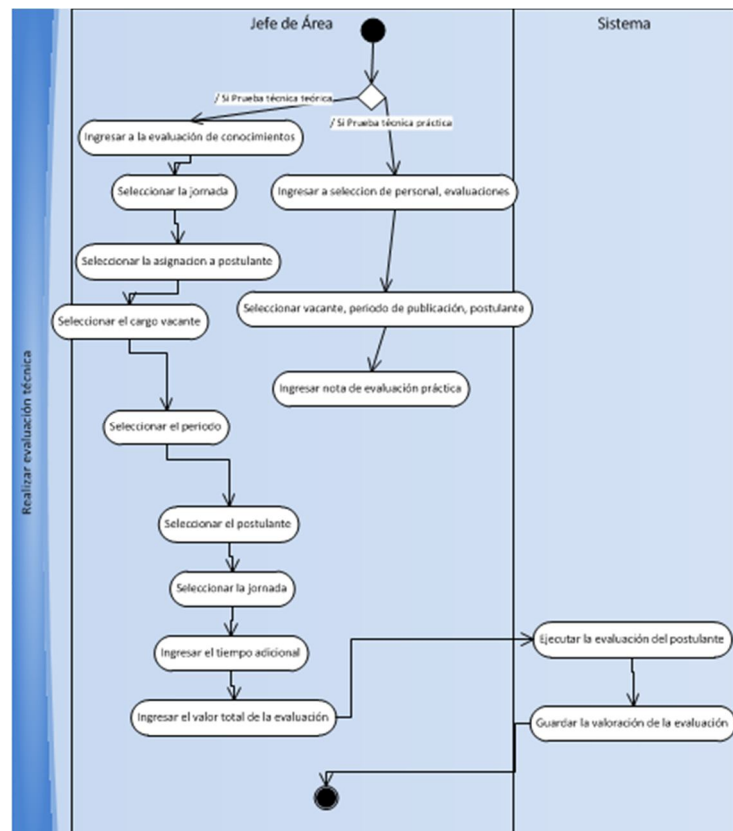 Jefe de Área
Sistema
Realizar evaluación técnica
/ Si Prueba técnica teórica
/ Si Prueba técnica práctica
Ingresar a la evaluación de conocimientos
Seleccionar la jornada
Ingresar a seleccion de personal, evaluaciones
Seleccionar la asignacion a postulante
Seleccionar el cargo vacante
Seleccionar vacante, periodo de publicación, postulante
Ingresar nota de evaluación práctica
Seleccionar el periodo
Seleccionar el postulante
Seleccionar la jornada
Ingresar el tiempo adicional
Ejecutar la evaluación del postulante
Ingresar el valor total de la evaluación
Guardar la valoración de la evaluación